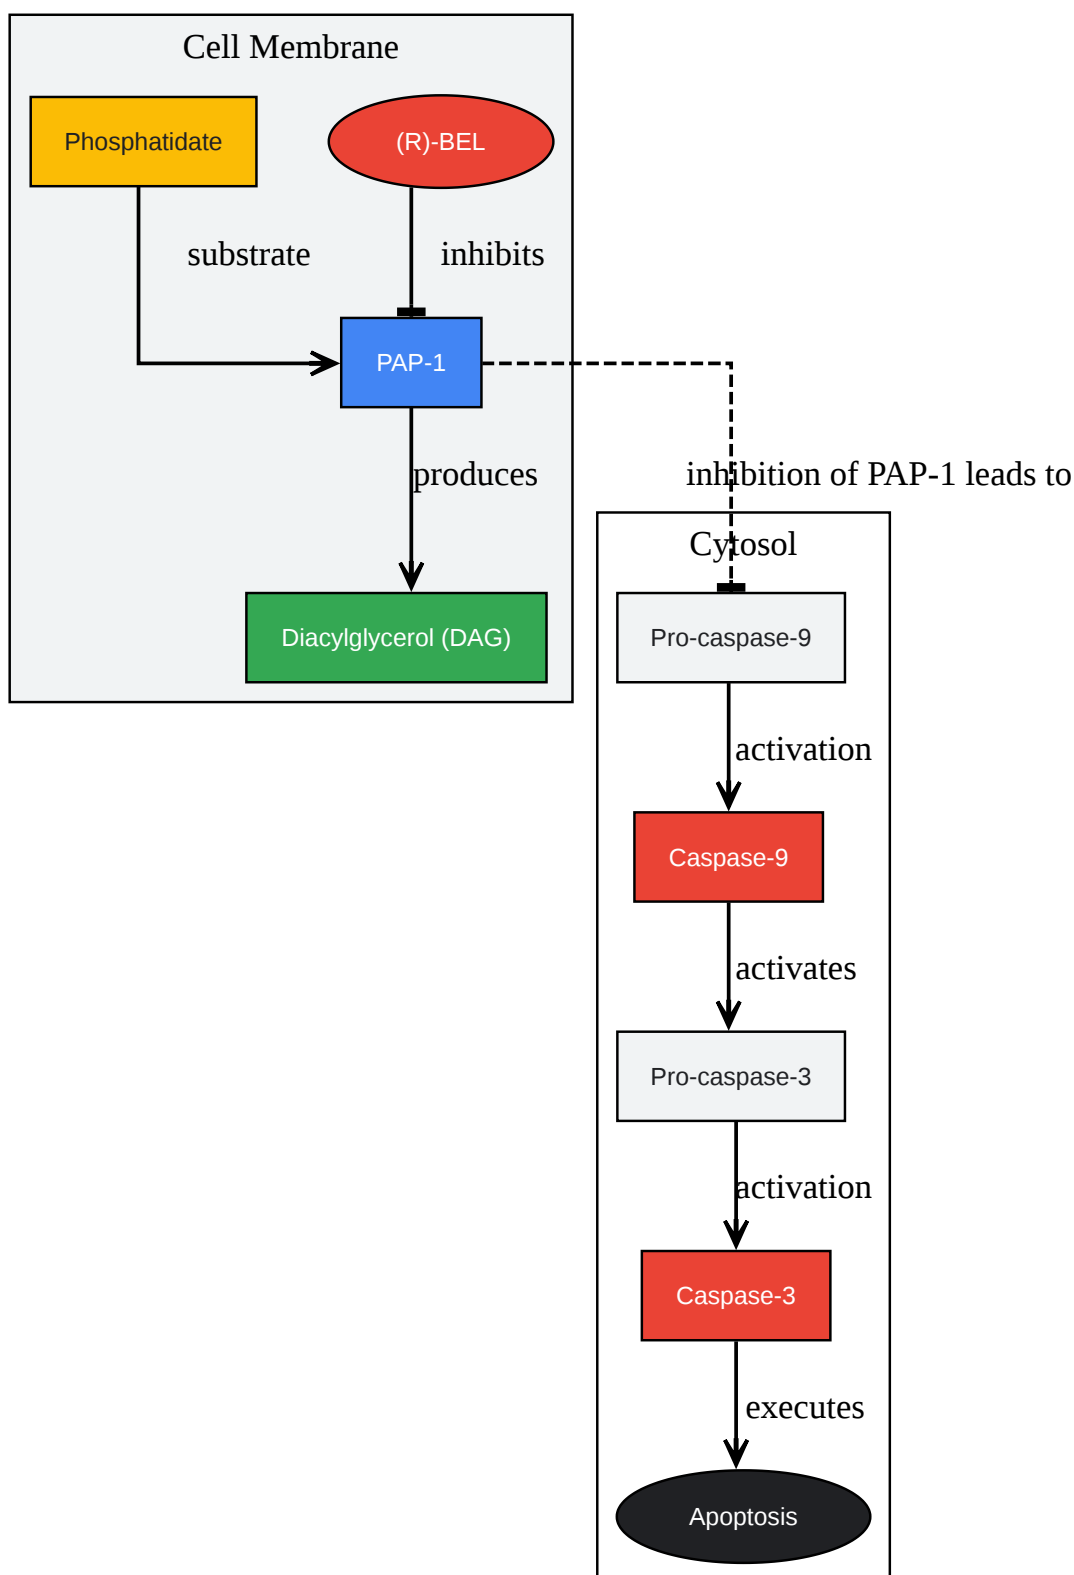 Cell Membrane
Phosphatidate
(R)-BEL
substrate
inhibits
PAP-1
produces
inhibition of PAP-1 leads to
Diacylglycerol (DAG)
Cytosol
Pro-caspase-9
activation
Caspase-9
activates
Pro-caspase-3
activation
Caspase-3
executes
Apoptosis